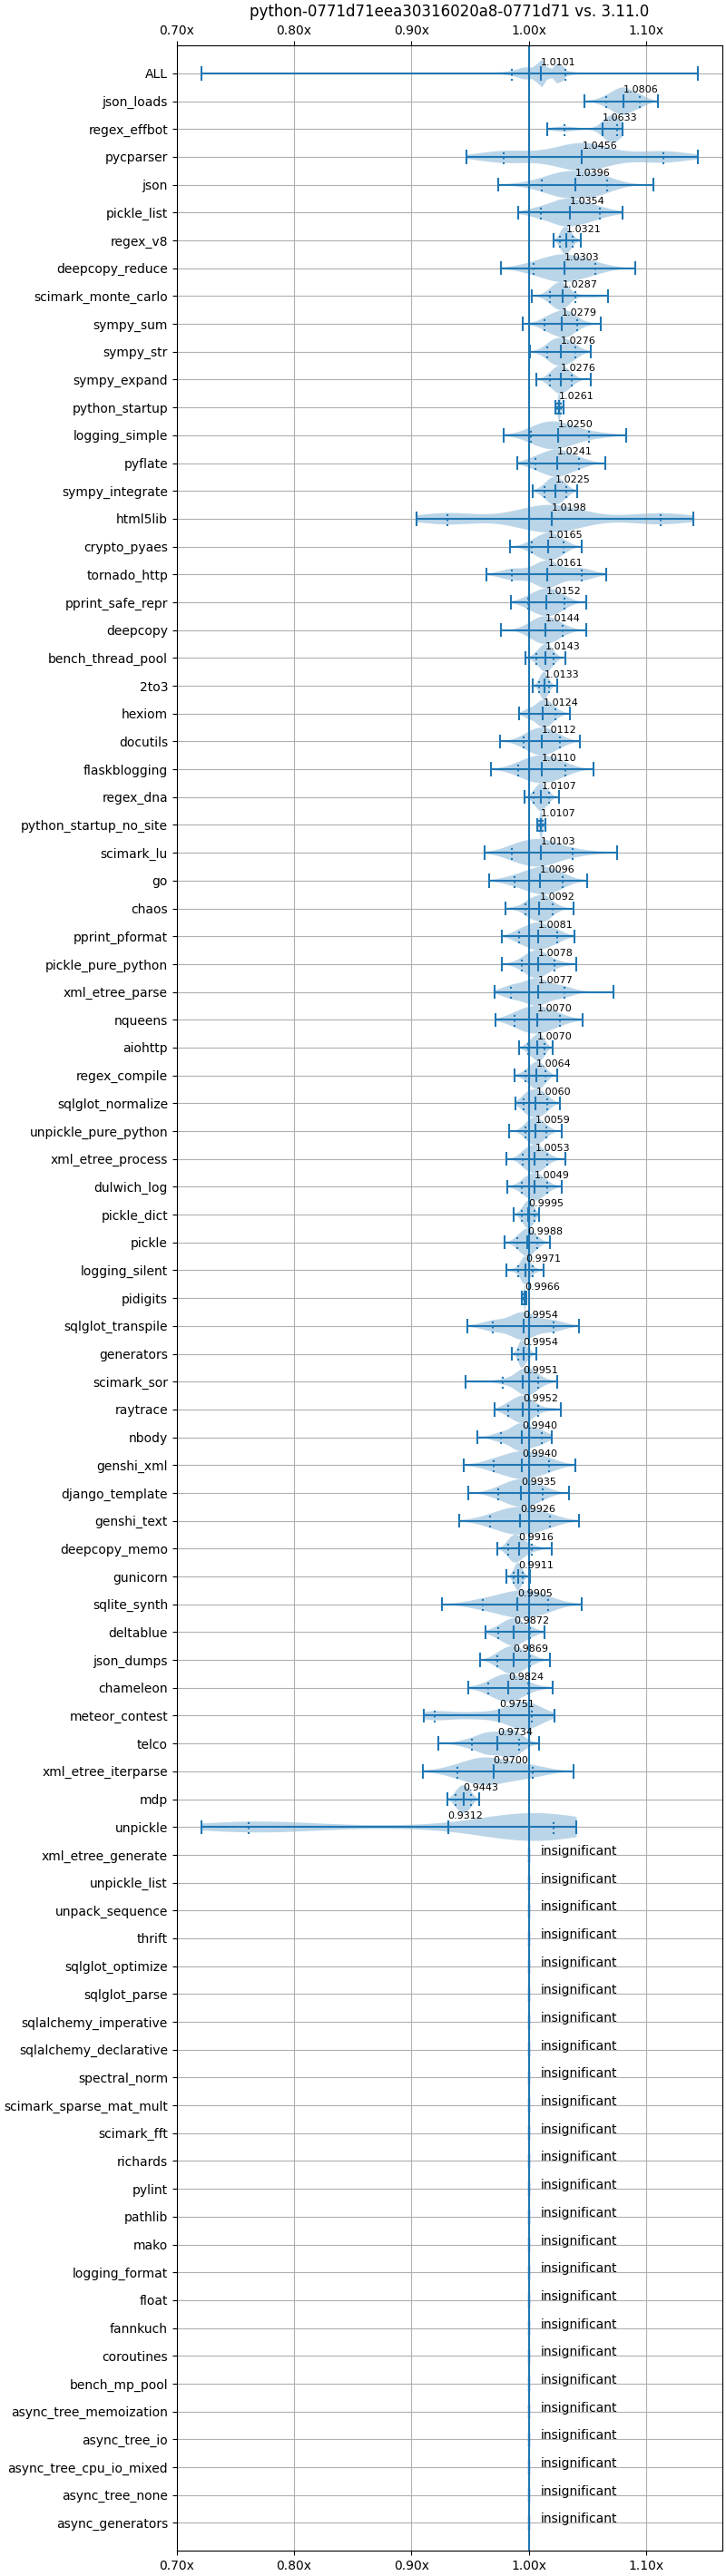 python-0771d71eea30316020a8-0771d71 vs. 3.11.0
0.70x 0.80x 0.90x 1.00x 1.10x
ALL 1.0101
json_loads 1.0806
regex_effbot 1.0633
pycparser 1.0456
json 1.0396
pickle_list 1.0354
regex_v8 1.0321
deepcopy_reduce 1.0303
scimark_monte_carlo 1.0287
sympy_sum 1.0279
sympy_str 1.0276
sympy_expand 1.0276
python_startup 1.0261
logging_simple 1.0250
pyflate 1.0241
sympy_integrate 1.0225
html5lib 1.0198
crypto_pyaes 1.0165
tornado_http 1.0161
pprint_safe_repr 1.0152
deepcopy 1.0144
bench_thread_pool 1.0143
2to3 1.0133
hexiom 1.0124
docutils 1.0112
flaskblogging 1.0110
regex_dna 1.0107
python_startup_no_site 1.0107
scimark_lu 1.0103
go 1.0096
chaos 1.0092
pprint_pformat 1.0081
pickle_pure_python 1.0078
xml_etree_parse 1.0077
nqueens 1.0070
aiohttp 1.0070
regex_compile 1.0064
sqlglot_normalize 1.0060
unpickle_pure_python 1.0059
xml_etree_process 1.0053
dulwich_log 1.0049
pickle_dict 0.9995
pickle 0.9988
logging_silent 0.9971
pidigits 0.9966
sqlglot_transpile 0.9954
generators 0.9954
scimark_sor 0.9951
raytrace 0.9952
nbody 0.9940
genshi_xml 0.9940
django_template 0.9935
genshi_text 0.9926
deepcopy_memo 0.9916
gunicorn 0.9911
sqlite_synth 0.9905
deltablue 0.9872
json_dumps 0.9869
chameleon 0.9824
meteor_contest 0.9751
telco 0.9734
xml_etree_iterparse 0.9700
mdp 0.9443
unpickle 0.9312
xml_etree_generate insignificant
unpickle_list insignificant
unpack_sequence insignificant
thrift insignificant
sqlglot_optimize insignificant
sqlglot_parse insignificant
sqlalchemy_imperative insignificant
sqlalchemy_declarative insignificant
spectral_norm insignificant
scimark_sparse_mat_mult insignificant
scimark_fft insignificant
richards insignificant
pylint insignificant
pathlib insignificant
mako insignificant
logging_format insignificant
float insignificant
fannkuch insignificant
coroutines insignificant
bench_mp_pool insignificant
async_tree_memoization insignificant
async_tree_io insignificant
async_tree_cpu_io_mixed insignificant
async_tree_none insignificant
async_generators insignificant
0.70x 0.80x 0.90x 1.00x 1.10x